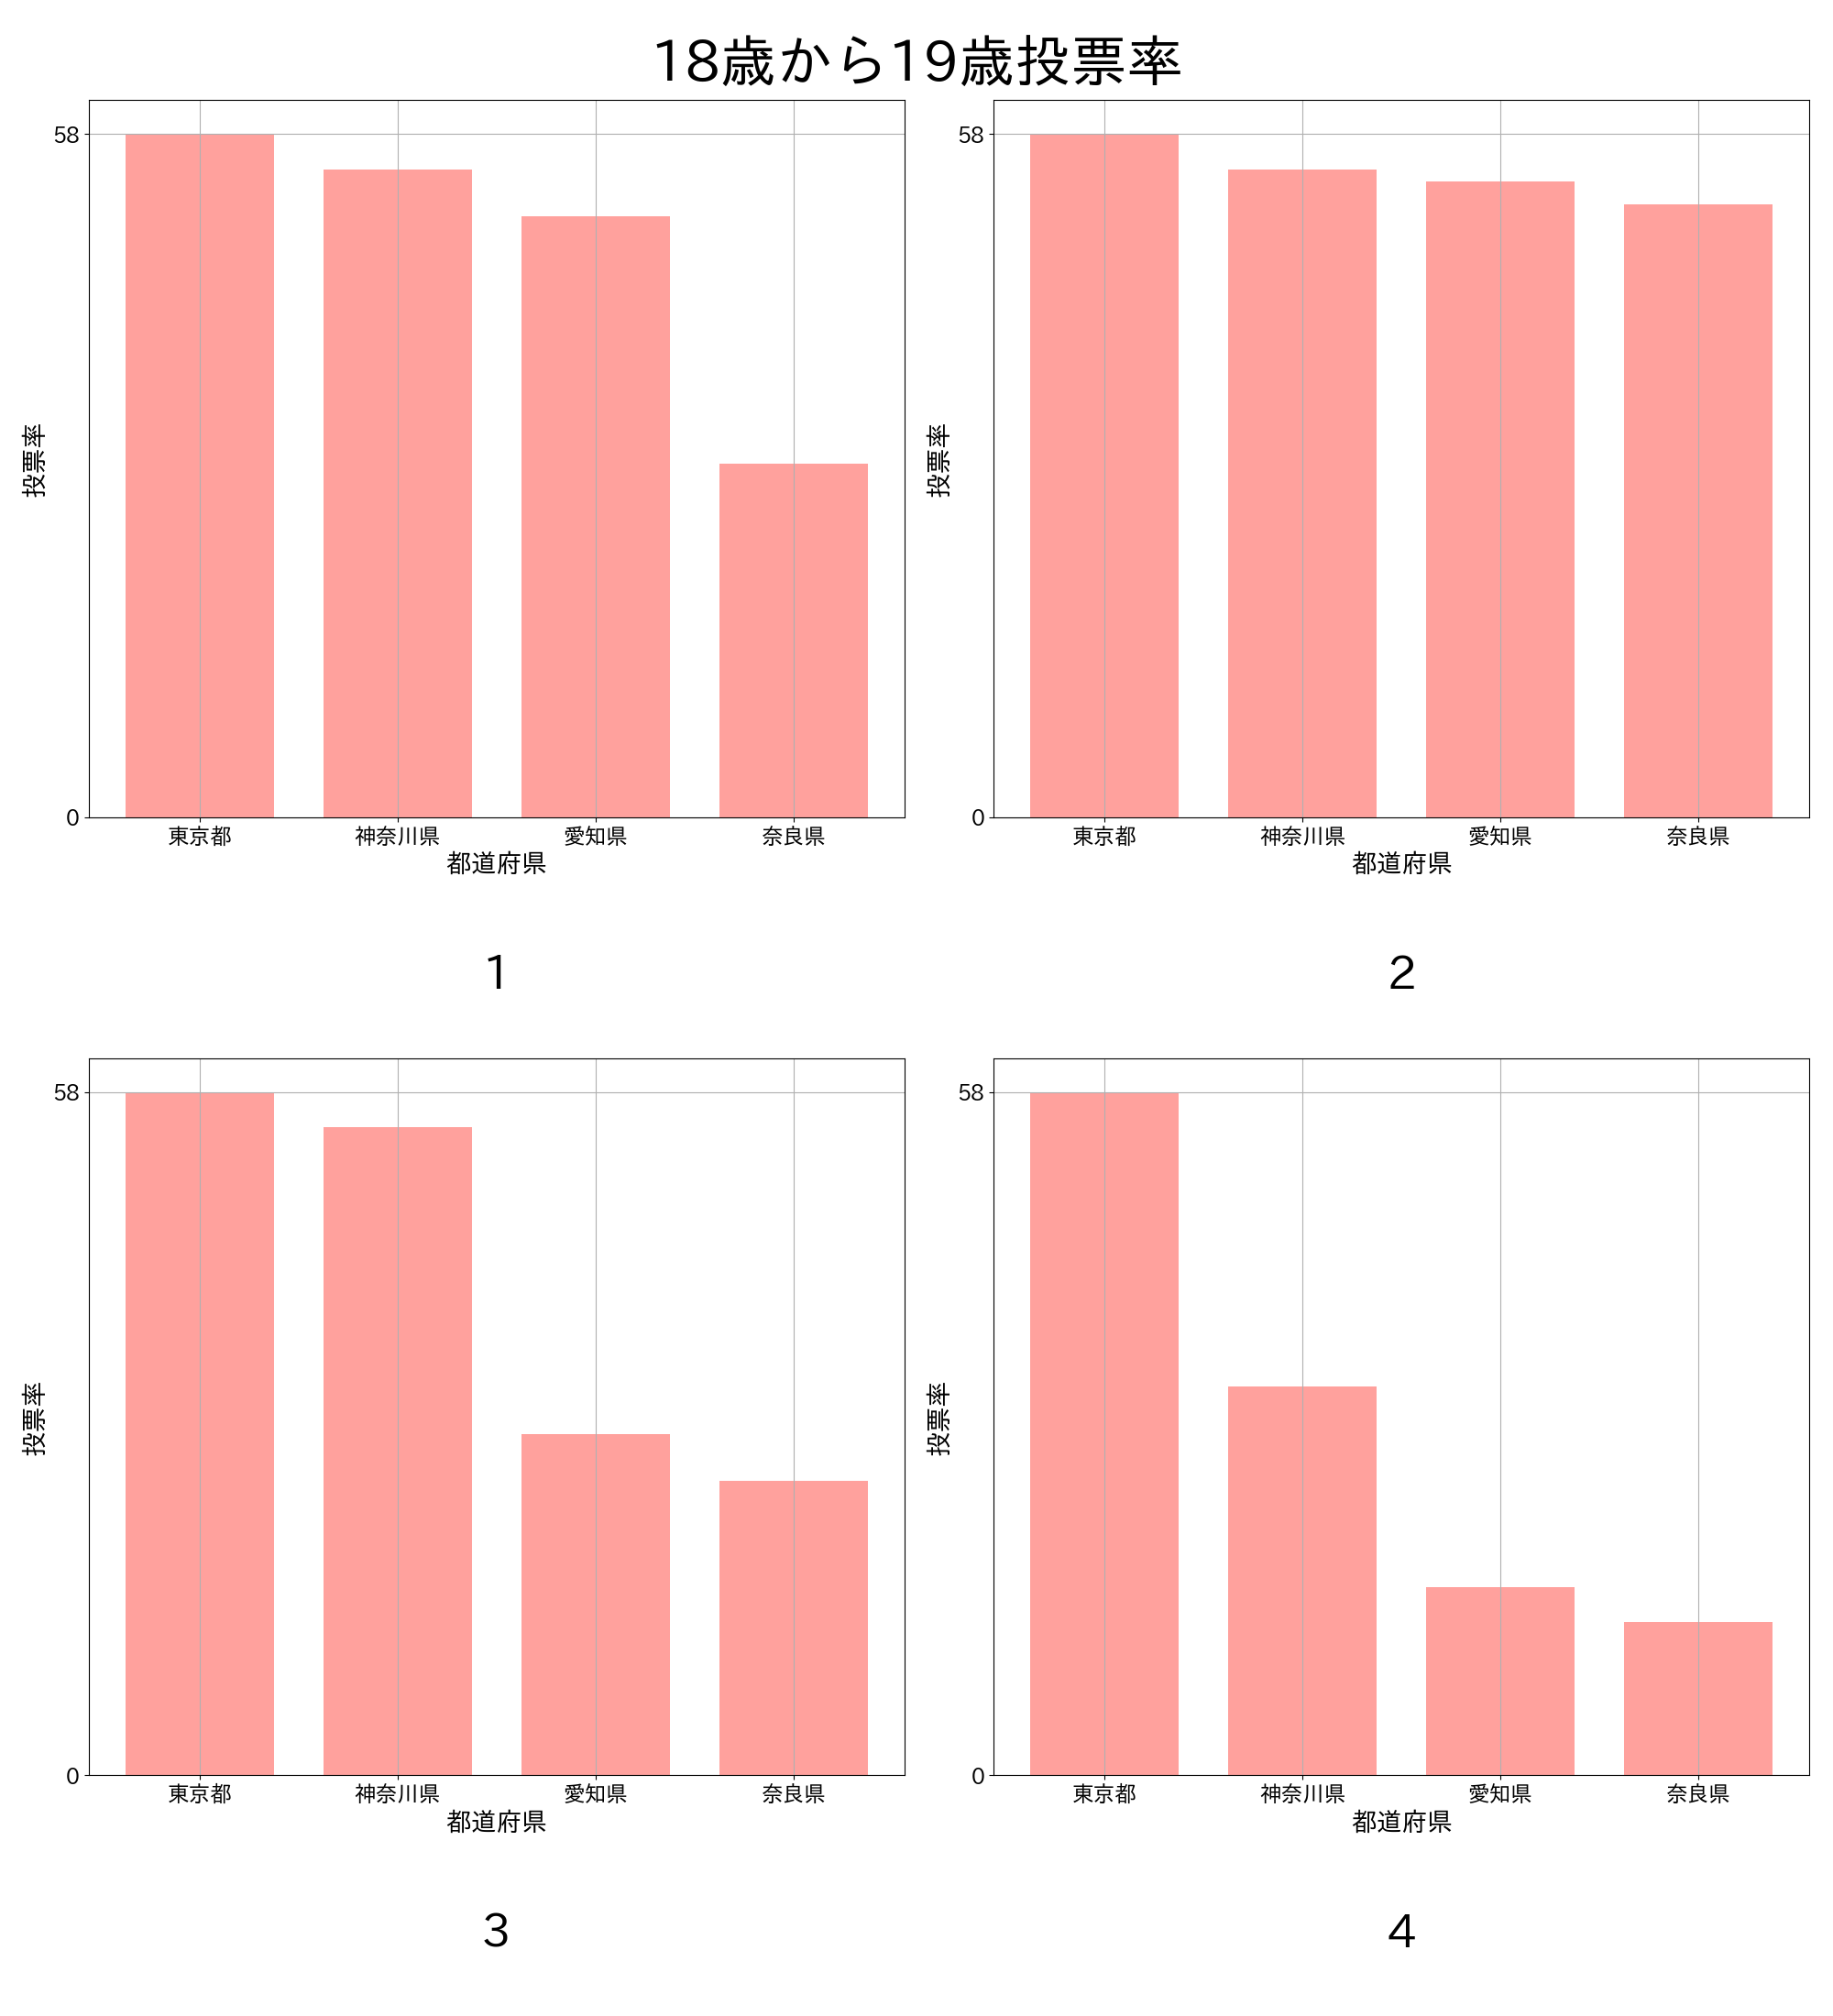 18歳から19歳投票率
58
0
投票率
東京都 神奈川県 愛知県 奈良県
都道府県
1
58
0
投票率
東京都 神奈川県 愛知県 奈良県
都道府県
2
58
0
投票率
東京都 神奈川県 愛知県 奈良県
都道府県
3
58
0
投票率
東京都 神奈川県 愛知県 奈良県
都道府県
4